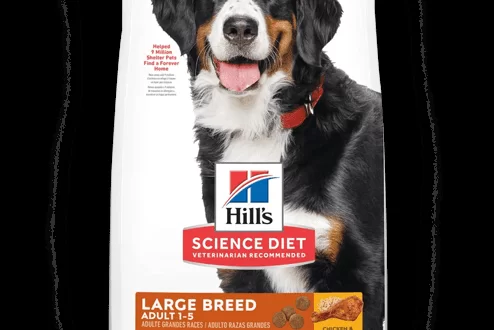 Helped
9 Million
Shelter Pets
Find a Forever
Home
Hill's
SCIENCE DIET
VETERINARIAN RECOMMENDED
LARGE BREED
ADULT 1-5
ADULTE GRANDES RACES / ADULTO RAZAS GRANDES
CHICKEN &